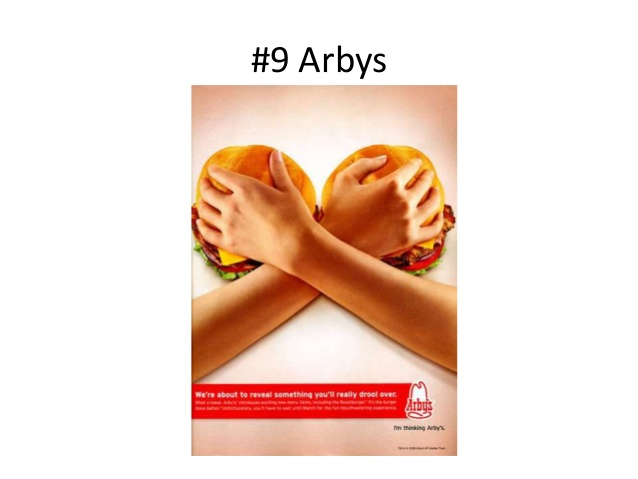 #9 Arbys
We're about to reveal something you'll really drool over.
What a tease. Arby's introduces exciting new menu items, including the Roastburger. It's the burger
done better. Unfortunately, you'll have to wait until March for the full mouthwatering experience.
Arby's
I'm thinking Arby's.